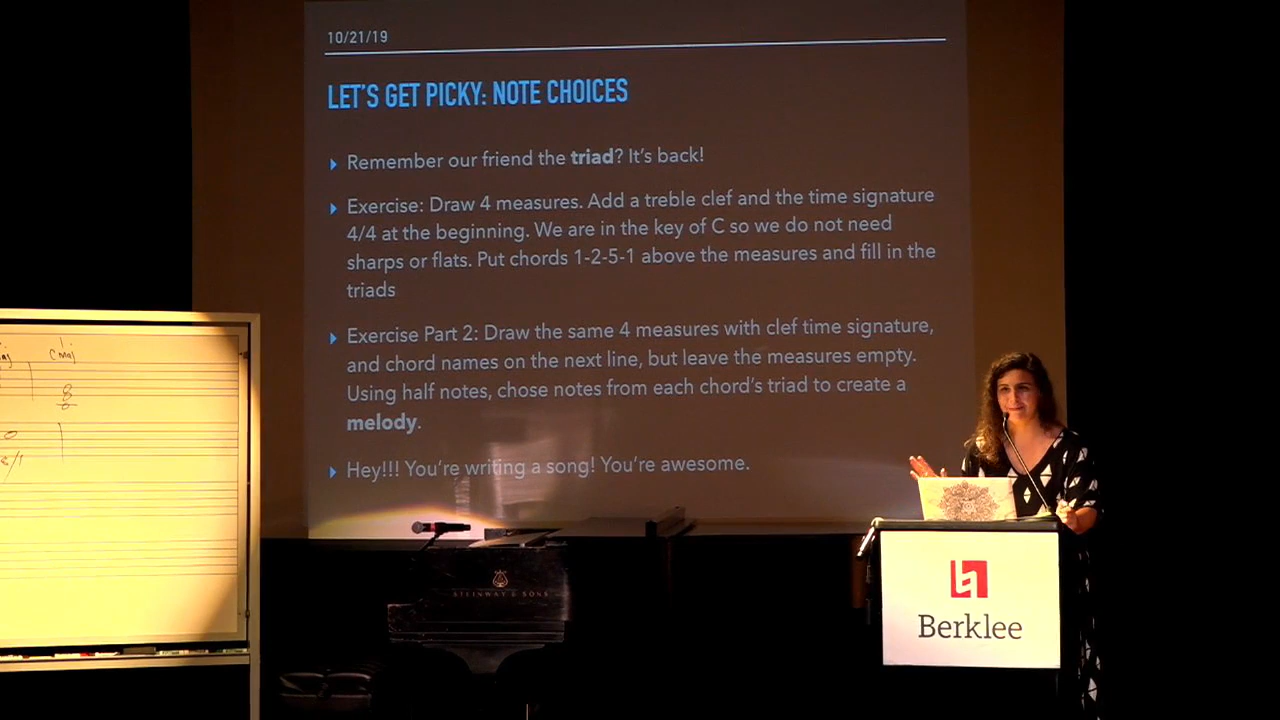 10/21/19
LET'S GET PICKY: NOTE CHOICES
Remember our friend the triad? It's back!
Exercise: Draw 4 measures. Add a treble clef and the time signature
4/4 at the beginning. We are in the key of C so we do not need
sharps or flats. Put chords 1-2-5-1 above the measures and fill in the
triads
Exercise Part 2: Draw the same 4 measures with clef time signature,
and chord names on the next line, but leave the measures empty.
Using half notes, chose notes from each chord's triad to create a
melody.
Hey!!! You're writing a song! You're awesome.
1
C maj
STEINWAY & SONS
Berklee